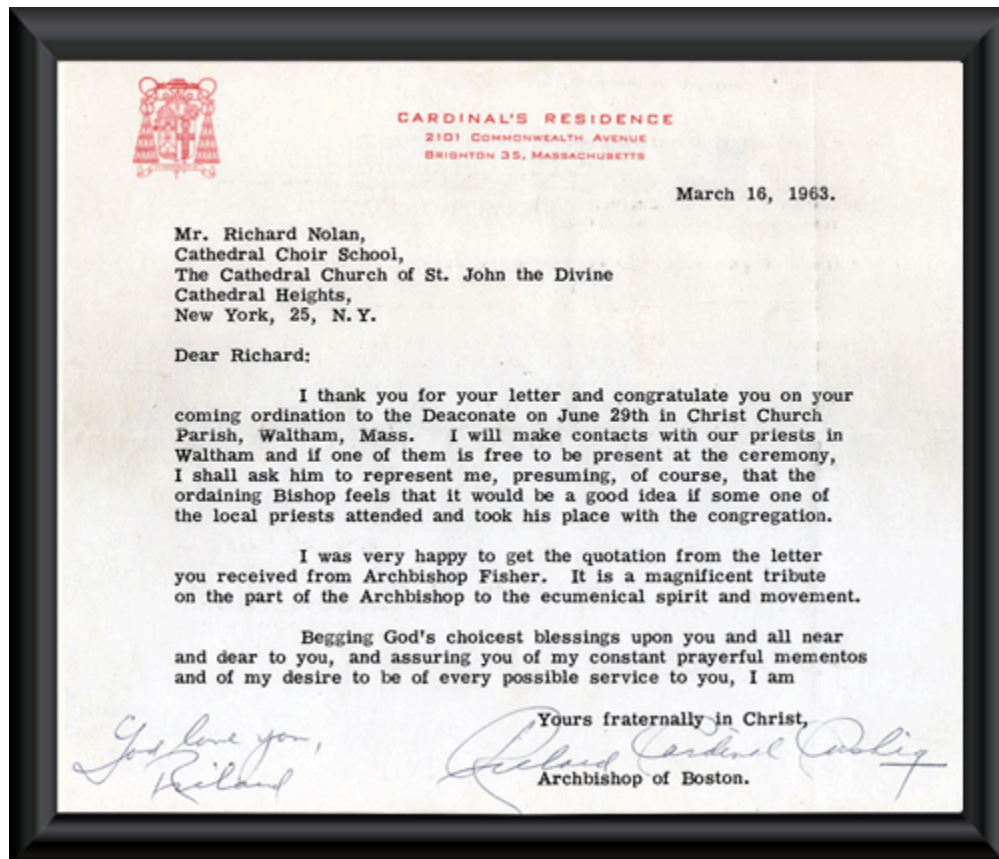 CARDINAL'S RESIDENCE
2101 COMMONWEALTH AVENUE
BRIGHTON 35, MASSACHUSETTS
March 16, 1963.
Mr. Richard Nolan,
Cathedral Choir School,
The Cathedral Church of St. John the Divine
Cathedral Heights,
New York, 25, N.Y.
Dear Richard:
I thank you for your letter and congratulate you on your
coming ordination to the Deaconate on June 29th in Christ Church
Parish, Waltham, Mass. I will make contacts with our priests in
Waltham and if one of them is free to be present at the ceremony,
I shall ask him to represent me, presuming, of course, that the
ordaining Bishop feels that it would be a good idea if some one of
the local priests attended and took his place with the congregation.
I was very happy to get the quotation from the letter
you received from Archbishop Fisher. It is a magnificent tribute
on the part of the Archbishop to the ecumenical spirit and movement.
Begging God's choicest blessings upon you and all near
and dear to you, and assuring you of my constant prayerful mementos
and of my desire to be of every possible service to you, I am
Yours fraternally in Christ,
God love you,
Richard
Richard Cardinal Cushing
Archbishop of Boston.